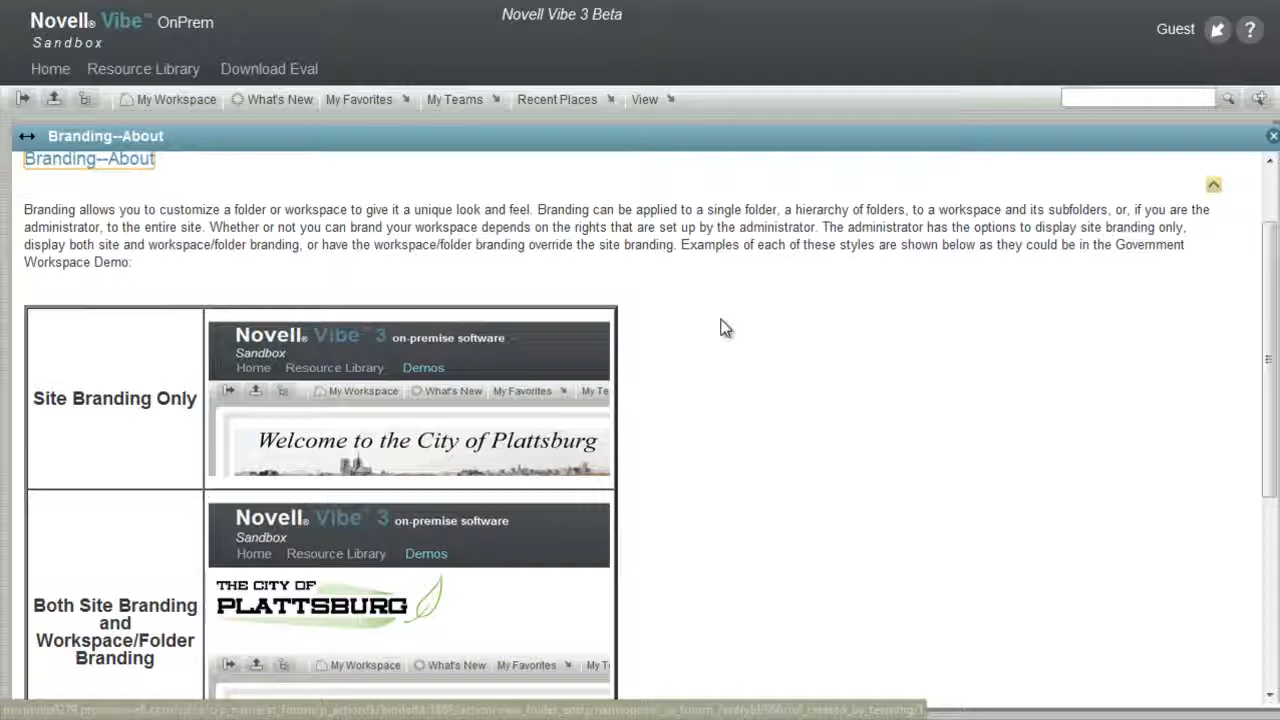 Novell® Vibe™ OnPrem
Novell Vibe 3 Beta
Guest
?
Sandbox
Home Resource Library Download Eval
My Workspace What's New My Favorites My Teams Recent Places View
Branding--About
Branding--About
Branding allows you to customize a folder or workspace to give it a unique look and feel. Branding can be applied to a single folder, a hierarchy of folders, to a workspace and its subfolders, or, if you are the
administrator, to the entire site. Whether or not you can brand your workspace depends on the rights that are set up by the administrator. The administrator has the options to display site branding only,
display both site and workspace/folder branding, or have the workspace/folder branding override the site branding. Examples of each of these styles are shown below as they could be in the Government
Workspace Demo:
Site Branding Only
Novell® Vibe™ 3 on-premise software
Sandbox
Home Resource Library Demos
My Workspace What's New My Favorites My Te
Welcome to the City of Plattsburg
Both Site Branding
and
Workspace/Folder
Branding
Novell® Vibe™ 3 on-premise software
Sandbox
Home Resource Library Demos
THE CITY OF
PLATTSBURG
My Workspace What's New My Favorites My T